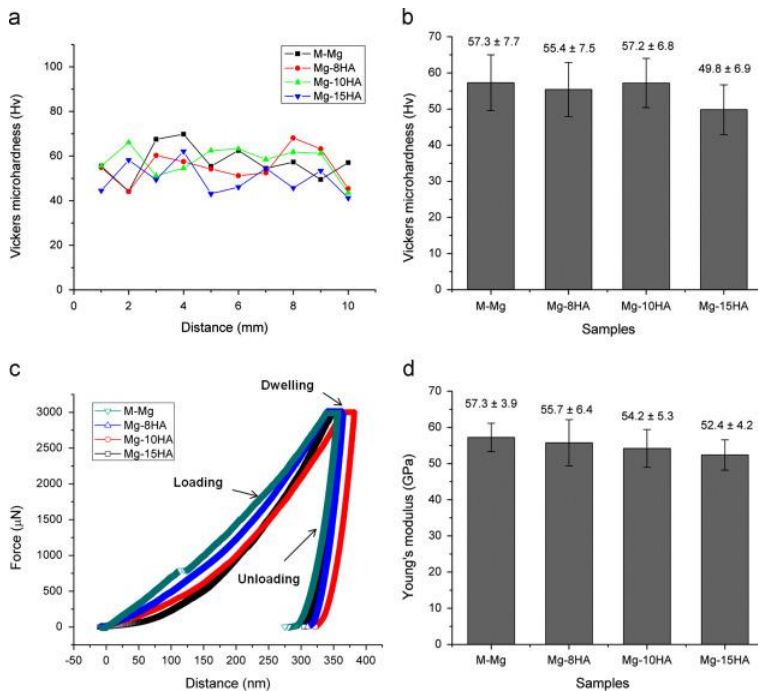 a
M-Mg
Mg-8HA
Mg-10HA
Mg-15HA
100
80
60
40
20
0
0 2 4 6 8 10
Vickers microhardness (Hv)
Distance (mm)
b
57.3 ± 7.7 55.4 ± 7.5 57.2 ± 6.8 49.8 ± 6.9
70
60
50
40
30
20
10
0
M-Mg Mg-8HA Mg-10HA Mg-15HA
Vickers microhardness (Hv)
Samples
c
M-Mg
Mg-8HA
Mg-10HA
Mg-15HA
Dwelling
Loading
Unloading
3000
2500
2000
1500
1000
500
0
-50 0 50 100 150 200 250 300 350 400
Force (µN)
Distance (nm)
d
57.3 ± 3.9 55.7 ± 6.4 54.2 ± 5.3 52.4 ± 4.2
70
60
50
40
30
20
10
0
M-Mg Mg-8HA Mg-10HA Mg-15HA
Young's modulus (GPa)
Samples